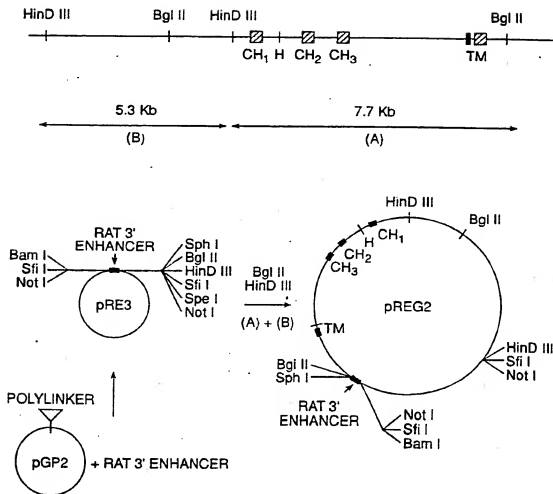 HinD III Bgl II HinD III Bgl II
CH1 H CH2 CH3 TM
5.3 Kb 7.7 Kb
(B) (A)
RAT 3'
ENHANCER
Bam I
Sfi I
Not I
pRE3
Sph I
Bgl II
HinD III
Sfi I
Spe I
Not I
Bgl II
HinD III
(A) + (B)
HinD III
Bgl II
CH1
H
CH2
CH3
TM
pREG2
HinD III
Sfi I
Not I
Bgi II
Sph I
RAT 3'
ENHANCER
Not I
Sfi I
Bam I
POLYLINKER
pGP2 + RAT 3' ENHANCER